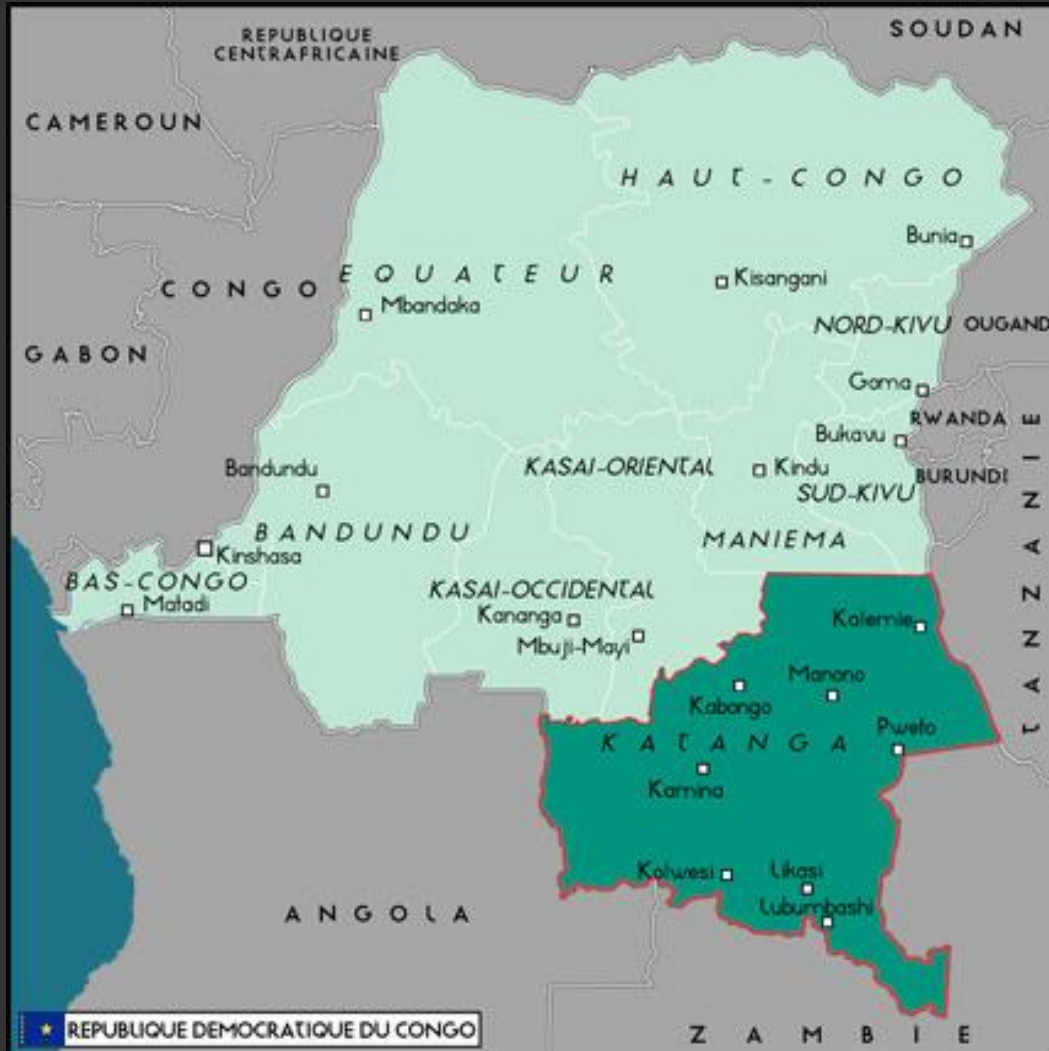 SOUDAN
REPUBLIQUE
CENTRAFRICAINE
CAMEROUN
HAUT-CONGO
Bunia
EQUATEUR
Kisangani
CONGO
Mbandaka
NORD-KIVU
OUGAND
GABON
Goma
RWANDA
Bukavu
Bandundu
KASAI-ORIENTAL
Kindu
BURUNDI
SUD-KIVU
TANZANIE
BANDUNDU
MANIEMA
Kinshasa
BAS-CONGO
Matadi
KASAI-OCCIDENTAL
Kananga
Mbuji-Mayi
Kalemie
Manono
Kabongo
Pweto
KATANGA
Kamina
Kolwesi
Likasi
Lubumbashi
ANGOLA
REPUBLIQUE DEMOCRATIQUE DU CONGO
ZAMBIE